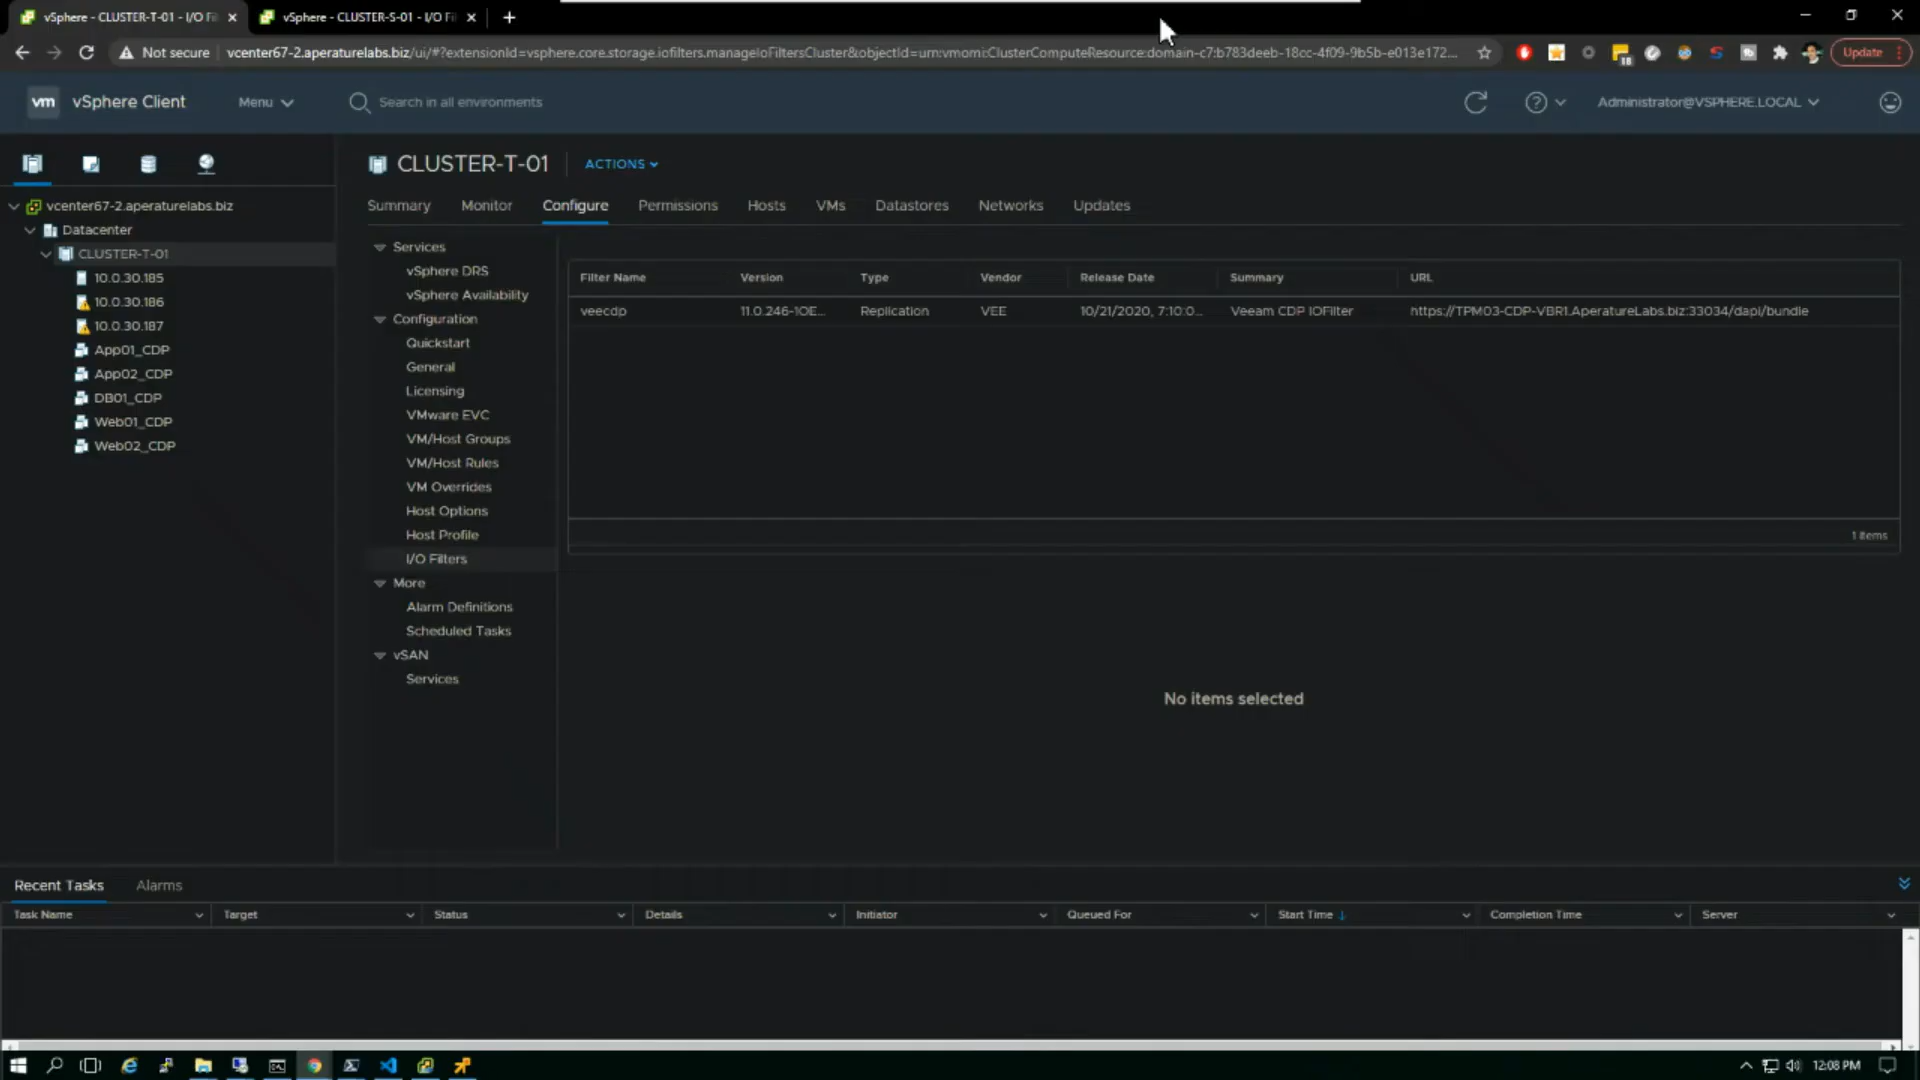 vSphere - CLUSTER-T-01 - I/O Fi
vSphere - CLUSTER-S-01 - I/O Fi
Not secure
vcenter67-2.aperaturelabs.biz/ui/#?extensionId=vsphere.core.storage.iofilters.manageIoFiltersCluster&objectId=urn:vmomi:ClusterComputeResource:domain-c7:b783deeb-18cc-4f09-9b5b-e013e172...
18
Update
vm vSphere Client
Menu
Search in all environments
Administrator@VSPHERE.LOCAL
vcenter67-2.aperaturelabs.biz
Datacenter
CLUSTER-T-01
10.0.30.185
10.0.30.186
10.0.30.187
App01_CDP
App02_CDP
DB01_CDP
Web01_CDP
Web02_CDP
CLUSTER-T-01
ACTIONS
Summary Monitor Configure Permissions Hosts VMs Datastores Networks Updates
Services
vSphere DRS
vSphere Availability
Configuration
Quickstart
General
Licensing
VMware EVC
VM/Host Groups
VM/Host Rules
VM Overrides
Host Options
Host Profile
I/O Filters
More
Alarm Definitions
Scheduled Tasks
vSAN
Services
Filter Name Version Type Vendor Release Date Summary URL
veecdp 11.0.246-1OE... Replication VEE 10/21/2020, 7:10:0... Veeam CDP IOFilter https://TPM03-CDP-VBR1.AperatureLabs.biz:33034/dapi/bundle
1 items
No items selected
Recent Tasks Alarms
Task Name Target Status Details Initiator Queued For Start Time Completion Time Server
12:08 PM